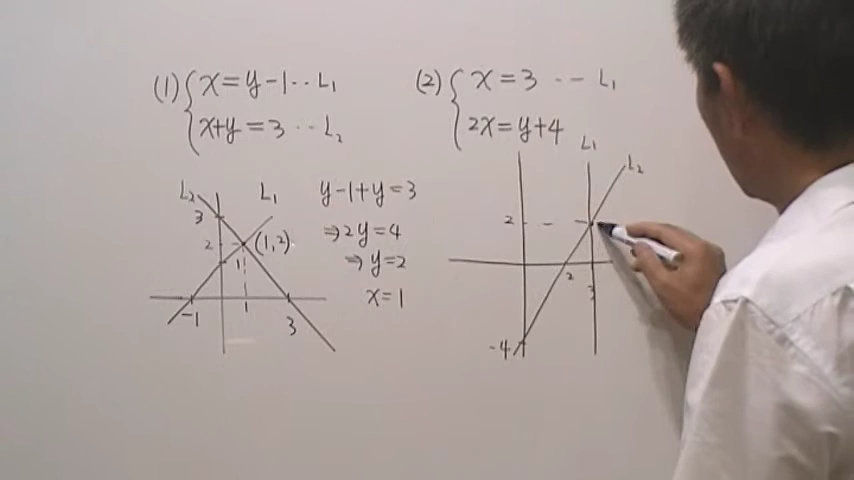 (1) { x=y-1 ·· L₁
x+y=3 ·· L₂
L₂ L₁
3
2
1
(1,2)
-1 1 3
y-1+y=3
⇒2y=4
⇒y=2
x=1
(2) { x=3 ·-- L₁
2x=y+4
L₁
L₂
2
2
3
-4